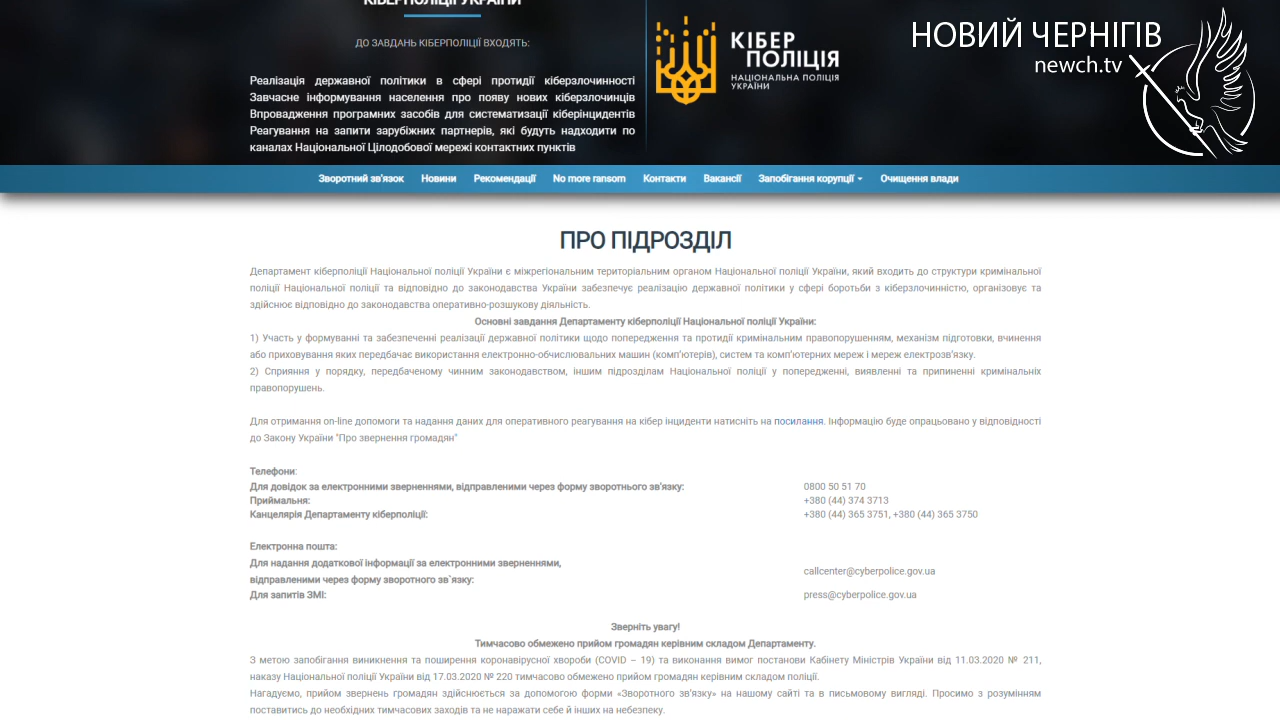 КІБЕРПОЛІЦІЇ УКРАЇНИ
ДО ЗАВДАНЬ КІБЕРПОЛІЦІЇ ВХОДЯТЬ:
Реалізація державної політики в сфері протидії кіберзлочинності
Завчасне інформування населення про появу нових кіберзлочинців
Впровадження програмних засобів для систематизації кіберінцидентів
Реагування на запити зарубіжних партнерів, які будуть надходити по
каналах Національної Цілодобової мережі контактних пунктів
КІБЕР
ПОЛІЦІЯ
НАЦІОНАЛЬНА ПОЛІЦІЯ
УКРАЇНИ
НОВИЙ ЧЕРНІГІВ
newch.tv
Зворотний зв'язок Новини Рекомендації No more ransom Контакти Вакансії Запобігання корупції Очищення влади
ПРО ПІДРОЗДІЛ
Департамент кіберполіції Національної поліції України є міжрегіональним територіальним органом Національної поліції України, який входить до структури кримінальної
поліції Національної поліції та відповідно до законодавства України забезпечує реалізацію державної політики у сфері боротьби з кіберзлочинністю, організовує та
здійснює відповідно до законодавства оперативно-розшукову діяльність.
Основні завдання Департаменту кіберполіції Національної поліції України:
1) Участь у формуванні та забезпеченні реалізації державної політики щодо попередження та протидії кримінальним правопорушенням, механізм підготовки, вчинення
або приховування яких передбачає використання електронно-обчислювальних машин (комп'ютерів), систем та комп'ютерних мереж і мереж електрозв'язку.
2) Сприяння у порядку, передбаченому чинним законодавством, іншим підрозділам Національної поліції у попередженні, виявленні та припиненні кримінальних
правопорушень.
Для отримання on-line допомоги та надання даних для оперативного реагування на кібер інциденти натисніть на посилання. Інформацію буде опрацьовано у відповідності
до Закону України "Про звернення громадян"
Телефони:
Для довідок за електронними зверненнями, відправленими через форму зворотнього зв'язку: 0800 50 51 70
Приймальня: +380 (44) 374 3713
Канцелярія Департаменту кіберполіції: +380 (44) 365 3751, +380 (44) 365 3750
Електронна пошта:
Для надання додаткової інформації за електронними зверненнями,
відправленими через форму зворотного зв`язку: callcenter@cyberpolice.gov.ua
Для запитів ЗМІ: press@cyberpolice.gov.ua
Зверніть увагу!
Тимчасово обмежено прийом громадян керівним складом Департаменту.
З метою запобігання виникнення та поширення коронавірусної хвороби (COVID – 19) та виконання вимог постанови Кабінету Міністрів України від 11.03.2020 № 211,
наказу Національної поліції України від 17.03.2020 № 220 тимчасово обмежено прийом громадян керівним складом поліції.
Нагадуємо, прийом звернень громадян здійснюється за допомогою форми «Зворотного зв'язку» на нашому сайті та в письмовому вигляді. Просимо з розумінням
поставитись до необхідних тимчасових заходів та не наражати себе й інших на небезпеку.